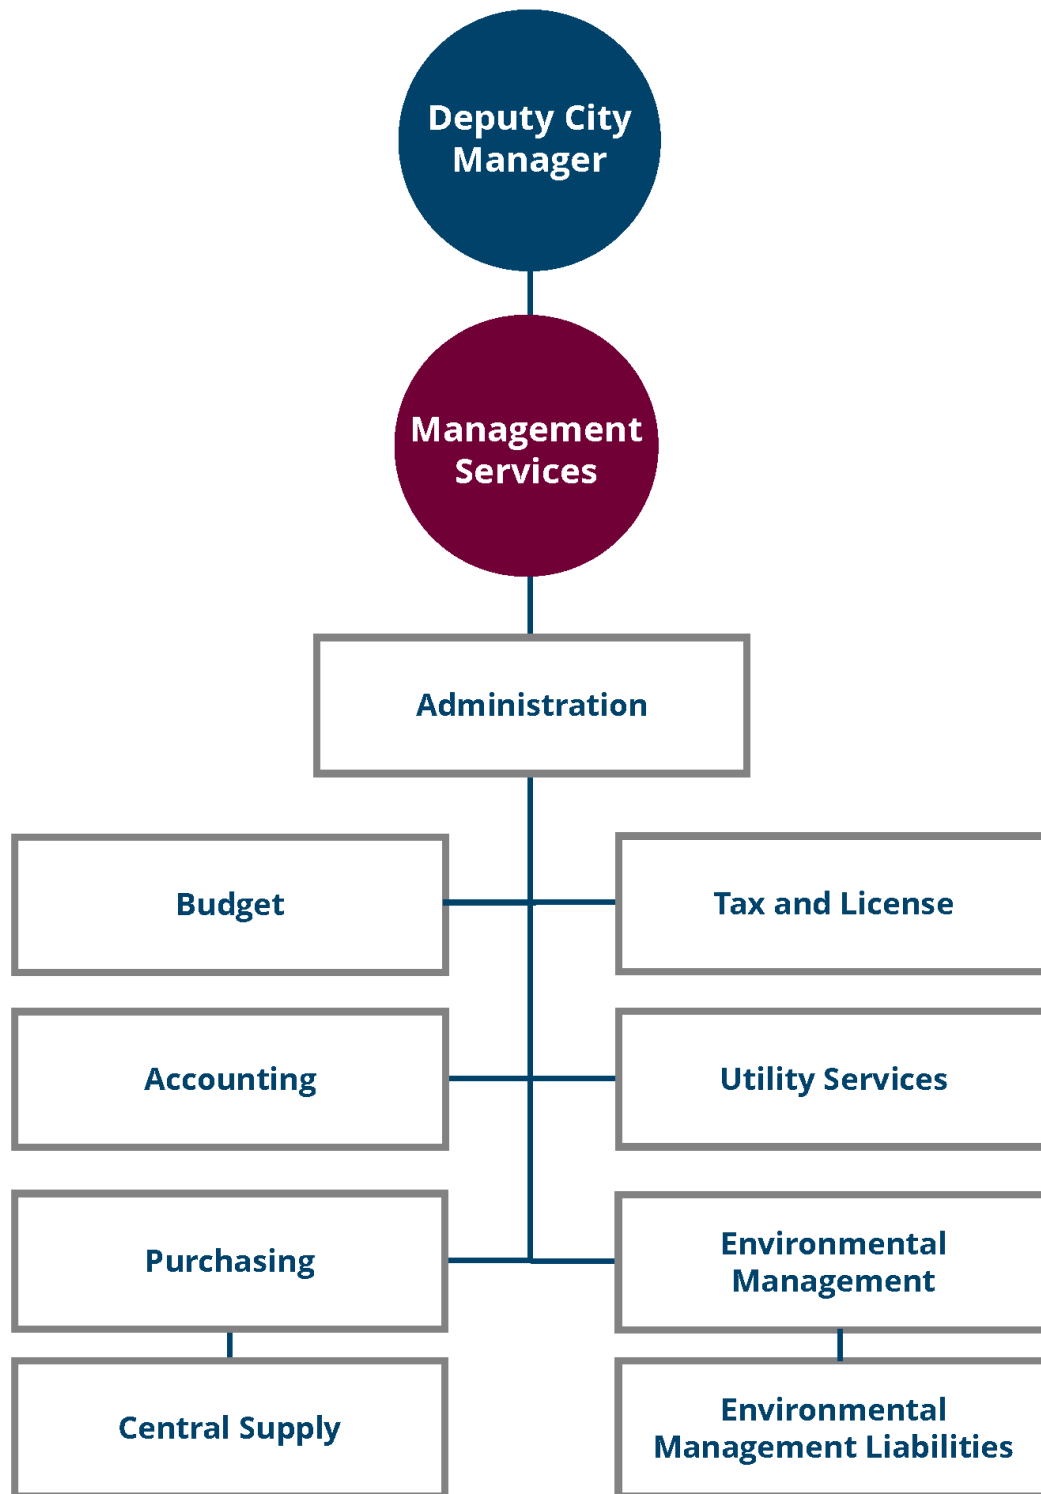 Deputy City
Manager
Management
Services
Administration
Budget
Tax and License
Accounting
Utility Services
Purchasing
Environmental
Management
Central Supply
Environmental
Management Liabilities